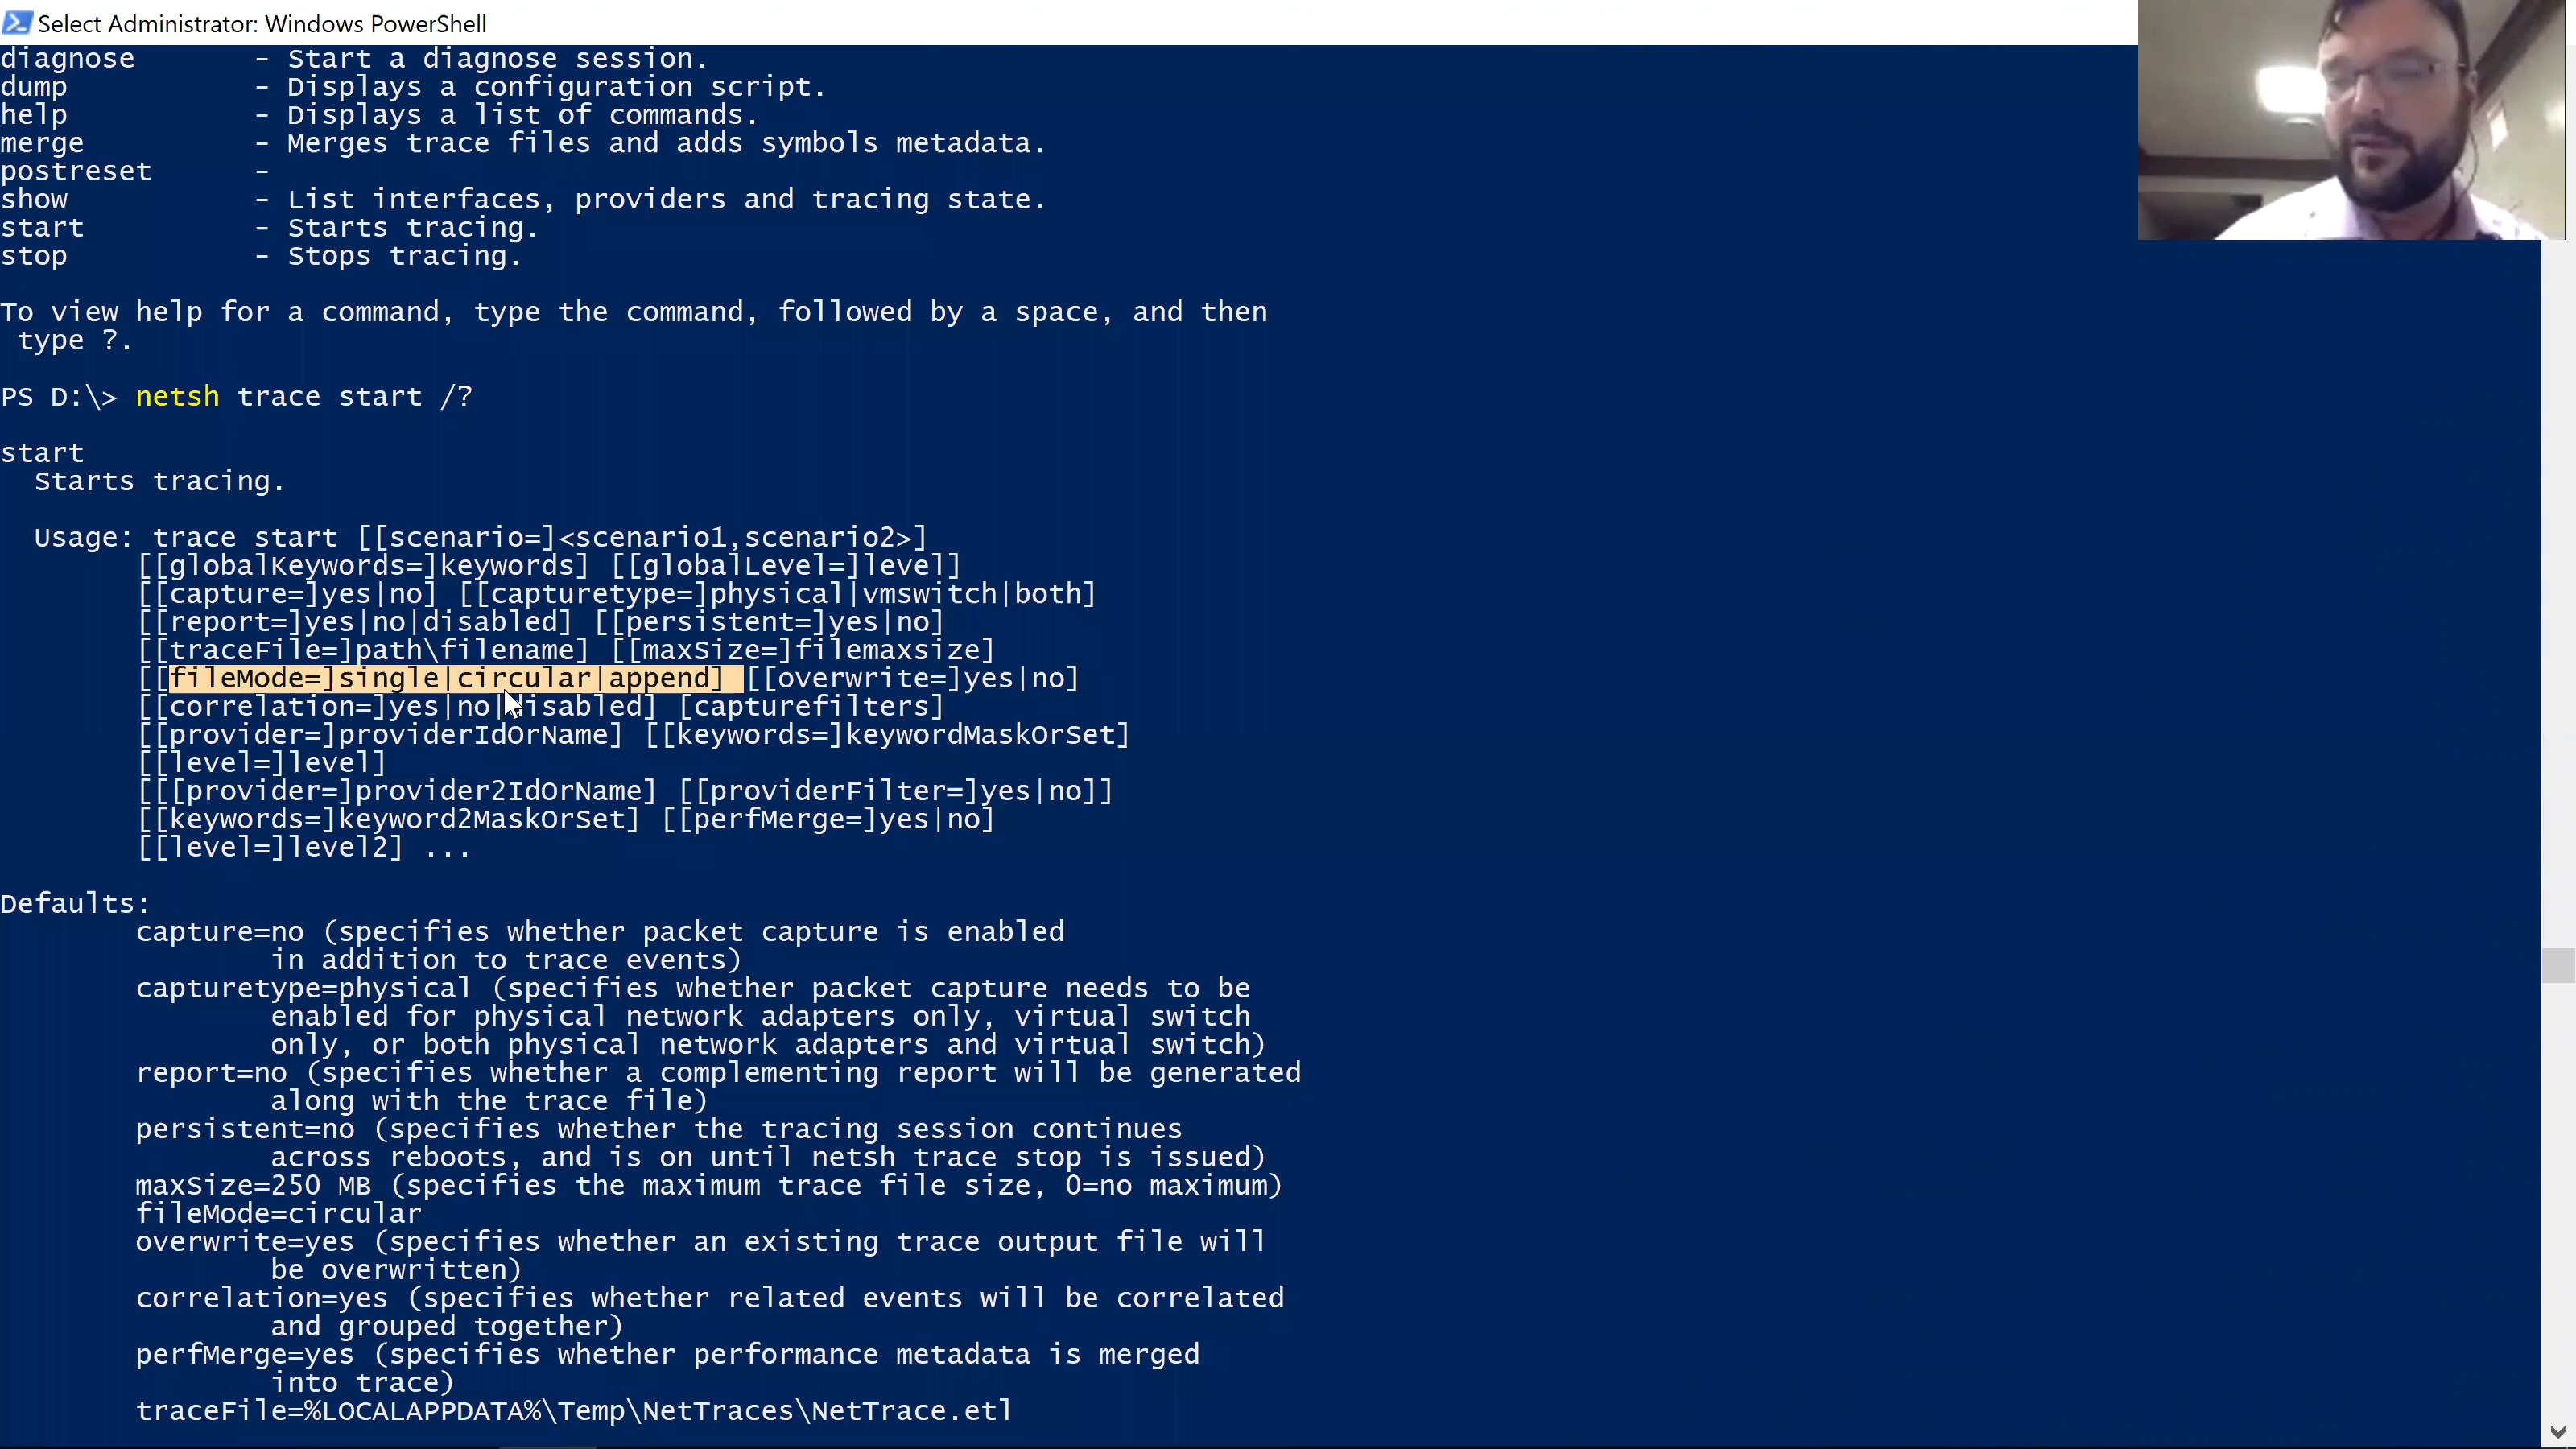 Select Administrator: Windows PowerShell
diagnose       - Start a diagnose session.
dump           - Displays a configuration script.
help           - Displays a list of commands.
merge          - Merges trace files and adds symbols metadata.
postreset      -
show           - List interfaces, providers and tracing state.
start          - Starts tracing.
stop           - Stops tracing.
To view help for a command, type the command, followed by a space, and then
 type ?.
PS D:\> netsh trace start /?
start
  Starts tracing.
  Usage: trace start [[scenario=]<scenario1,scenario2>]
        [[globalKeywords=]keywords] [[globalLevel=]level]]
        [[capture=]yes|no] [[capturetype=]physical|vmswitch|both]
        [[report=]yes|no|disabled] [[persistent=]yes|no]
        [[traceFile=]path\filename] [[maxSize=]filemaxsize]
        [[fileMode=]single|circular|append] [[overwrite=]yes|no]
        [[correlation=]yes|no|disabled] [capturefilters]
        [[provider=]providerIdOrName] [[keywords=]keywordMaskOrSet]
        [[level=]level]
        [[[provider=]provider2IdOrName] [[providerFilter=]yes|no]]
        [[keywords=]keyword2MaskOrSet] [[perfMerge=]yes|no]
        [[level=]level2] ...
Defaults:
        capture=no (specifies whether packet capture is enabled
                in addition to trace events)
        capturetype=physical (specifies whether packet capture needs to be
                enabled for physical network adapters only, virtual switch
                only, or both physical network adapters and virtual switch)
        report=no (specifies whether a complementing report will be generated
                along with the trace file)
        persistent=no (specifies whether the tracing session continues
                across reboots, and is on until netsh trace stop is issued)
        maxSize=250 MB (specifies the maximum trace file size, 0=no maximum)
        fileMode=circular
        overwrite=yes (specifies whether an existing trace output file will
                be overwritten)
        correlation=yes (specifies whether related events will be correlated
                and grouped together)
        perfMerge=yes (specifies whether performance metadata is merged
                into trace)
        traceFile=%LOCALAPPDATA%\Temp\NetTraces\NetTrace.etl